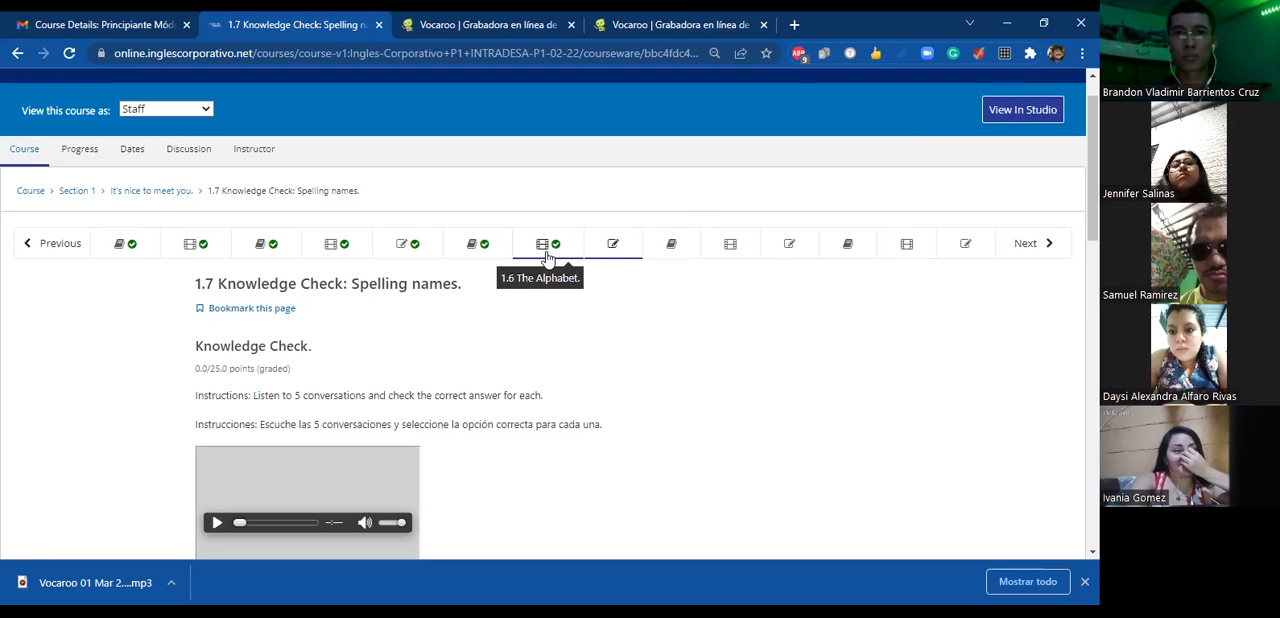 Course Details: Principiante Mód
1.7 Knowledge Check: Spelling n
Vocaroo | Grabadora en línea de
Vocaroo | Grabadora en línea de
online.inglescorporativo.net/courses/course-v1:Ingles-Corporativo+P1+INTRADESA-P1-02-22/courseware/bbc4fdc4...
ABP
9
View this course as:
Staff
View In Studio
Course
Progress
Dates
Discussion
Instructor
Course > Section 1 > It's nice to meet you. > 1.7 Knowledge Check: Spelling names.
Previous
Next
1.6 The Alphabet.
1.7 Knowledge Check: Spelling names.
Bookmark this page
Knowledge Check.
0.0/25.0 points (graded)
Instructions: Listen to 5 conversations and check the correct answer for each.
Instrucciones: Escuche las 5 conversaciones y seleccione la opción correcta para cada una.
-:--
Vocaroo 01 Mar 2....mp3
Mostrar todo
Brandon Vladimir Barrientos Cruz
Jennifer Salinas
Samuel Ramirez
Daysi Alexandra Alfaro Rivas
Ivania Gomez